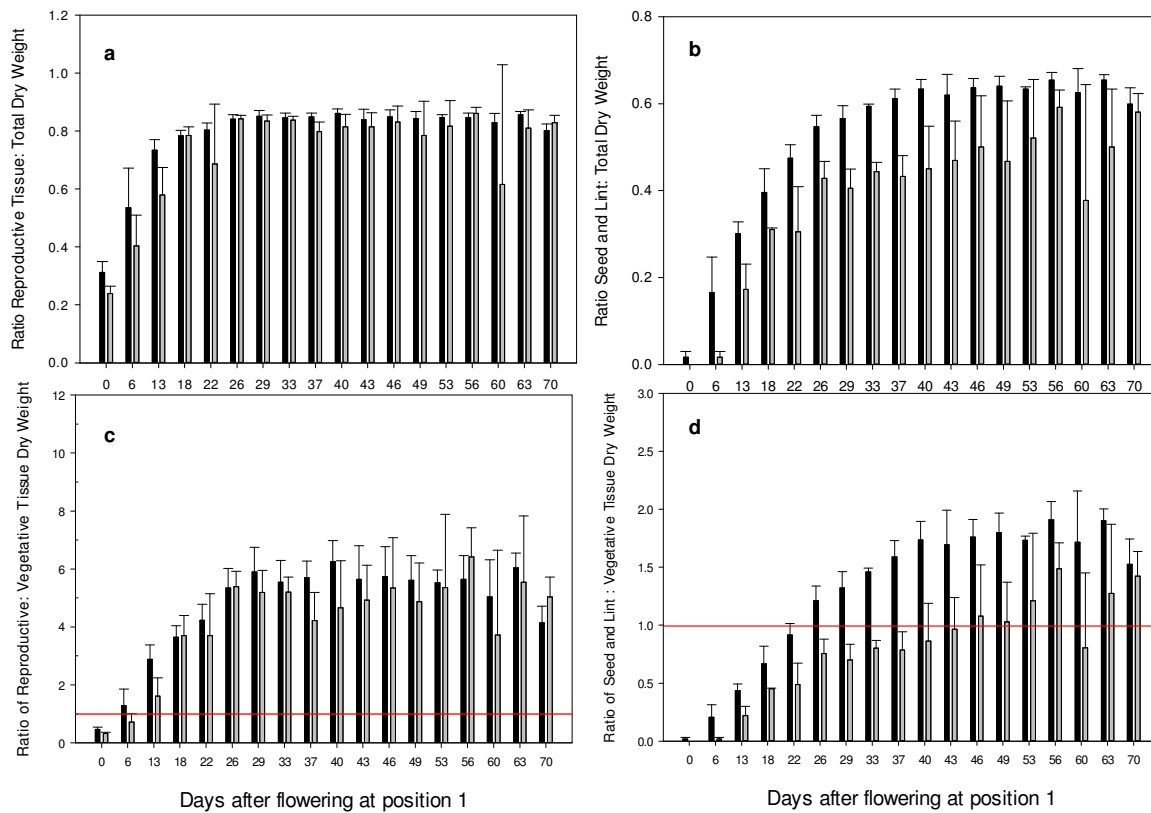 Ratio Reproductive Tissue: Total Dry Weight
a
1.2
1.0
0.8
0.6
0.4
0.2
0.0
0 6 13 18 22 26 29 33 37 40 43 46 49 53 56 60 63 70
Ratio Seed and Lint: Total Dry Weight
b
0.8
0.6
0.4
0.2
0.0
0 6 13 18 22 26 29 33 37 40 43 46 49 53 56 60 63 70
Ratio of Reproductive: Vegetative Tissue Dry Weight
c
12
10
8
6
4
2
0
0 6 13 18 22 26 29 33 37 40 43 46 49 53 56 60 63 70
Days after flowering at position 1
Ratio of Seed and Lint : Vegetative Tissue Dry Weight
d
3.0
2.5
2.0
1.5
1.0
0.5
0.0
0 6 13 18 22 26 29 33 37 40 43 46 49 53 56 60 63 70
Days after flowering at position 1